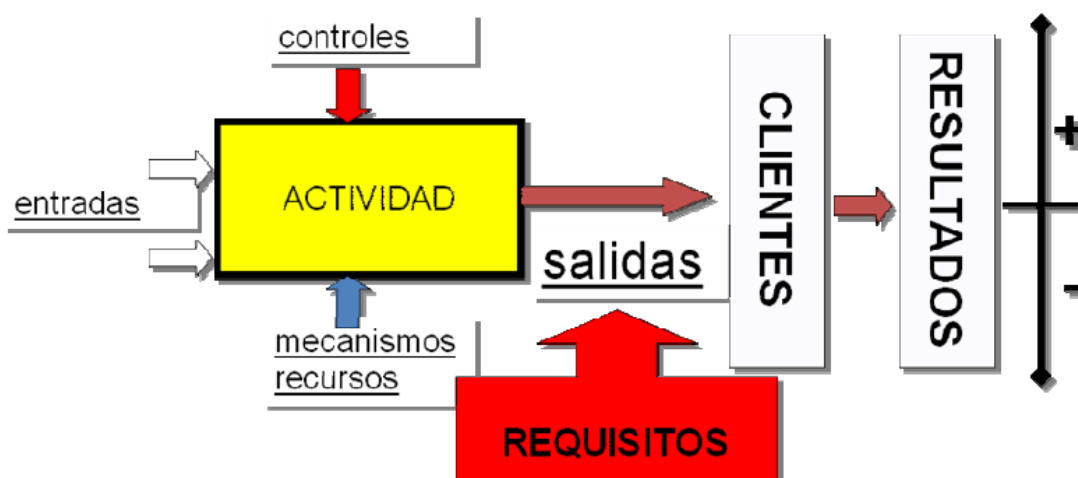 controles
entradas
ACTIVIDAD
mecanismos
recursos
salidas
REQUISITOS
CLIENTES
RESULTADOS
+
-